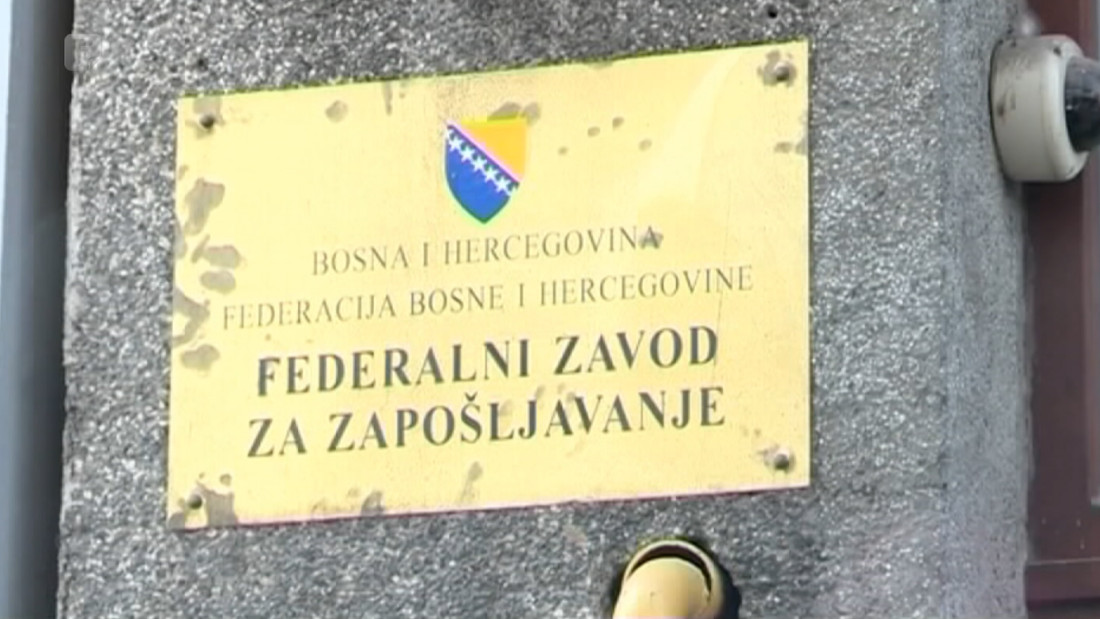 BOSNA I HERCEGOVINA
FEDERACIJA BOSNE I HERCEGOVINE
FEDERALNI ZAVOD
ZA ZAPOŠLJAVANJE